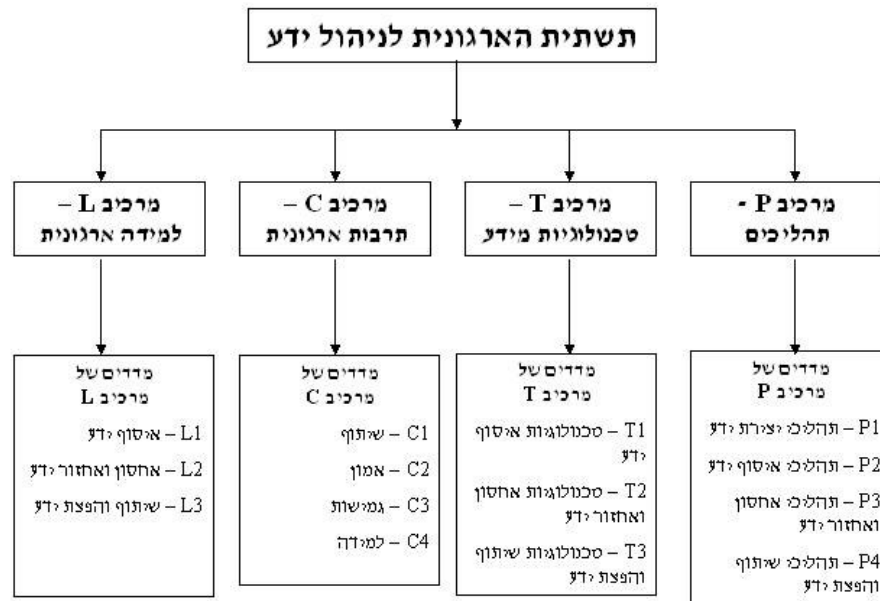 תשתית הארגונית לניהול ידע
מרכיב P -
תהליכים
מרכיב T –
טכנולוגיות מידע
מרכיב C –
תרבות ארגונית
מרכיב L –
למידה ארגונית
מדדים של
מרכיב P
P1 – תהליכי יצירת ידע
P2 – תהליכי איסוף ידע
P3 – תהליכי אחסון
ואחזור ידע
P4 – תהליכי שיתוף
והפצת ידע
מדדים של
מרכיב T
T1 – טכנולוגיות איסוף
ידע
T2 – טכנולוגיות אחסון
ואחזור ידע
T3 – טכנולוגיות שיתוף
והפצת ידע
מדדים של
מרכיב C
C1 – שיתוף
C2 – אמון
C3 – גמישות
C4 – למידה
מדדים של
מרכיב L
L1 – איסוף ידע
L2 – אחסון ואחזור ידע
L3 – שיתוף והפצת ידע